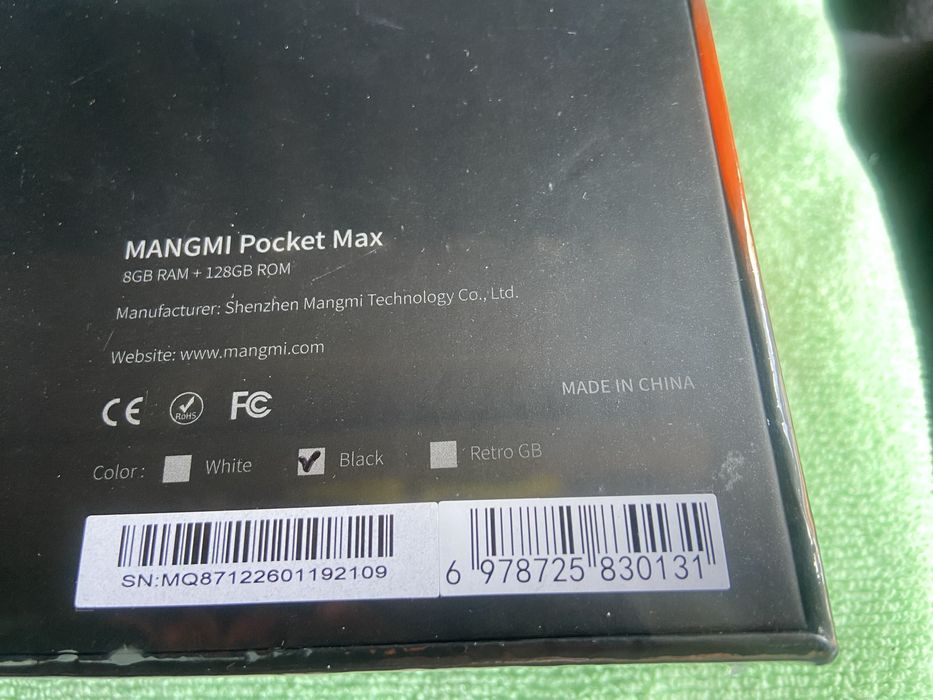 MANGMI Pocket Max
8GB RAM + 128GB ROM
Manufacturer: Shenzhen Mangmi Technology Co., Ltd.
Website: www.mangmi.com
MADE IN CHINA
CE RoHS FC
Color: White Black Retro GB
SN:MQ87122601192109
6 978725 830131